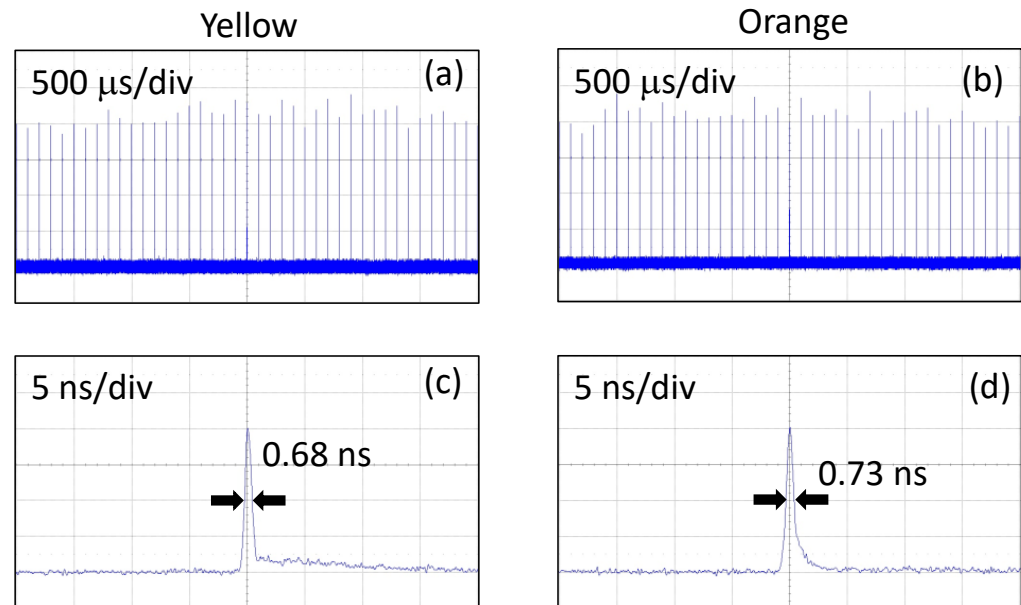 Yellow
Orange
500 μs/div
(a)
500 μs/div
(b)
5 ns/div
(c)
0.68 ns
5 ns/div
(d)
0.73 ns